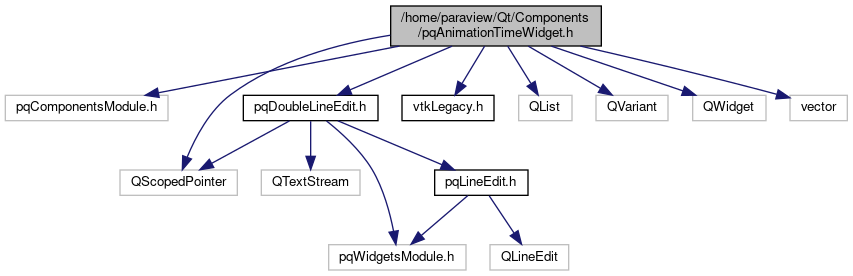 /home/paraview/Qt/Components
/pqAnimationTimeWidget.h
pqComponentsModule.h
pqDoubleLineEdit.h
vtkLegacy.h
QList
QVariant
QWidget
vector
QScopedPointer
QTextStream
pqLineEdit.h
pqWidgetsModule.h
QLineEdit